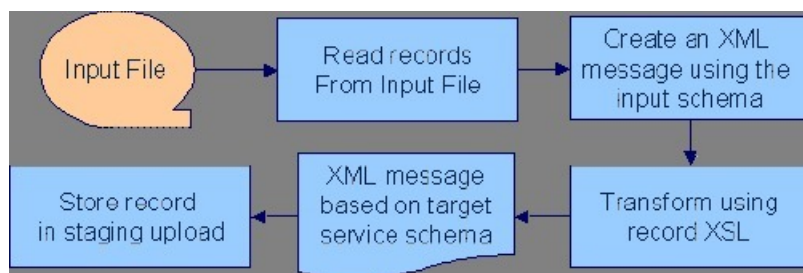 Input File
Read records
From Input File
Create an XML
message using the
input schema
Transform using
record XSL
XML message
based on target
service schema
Store record
in staging upload